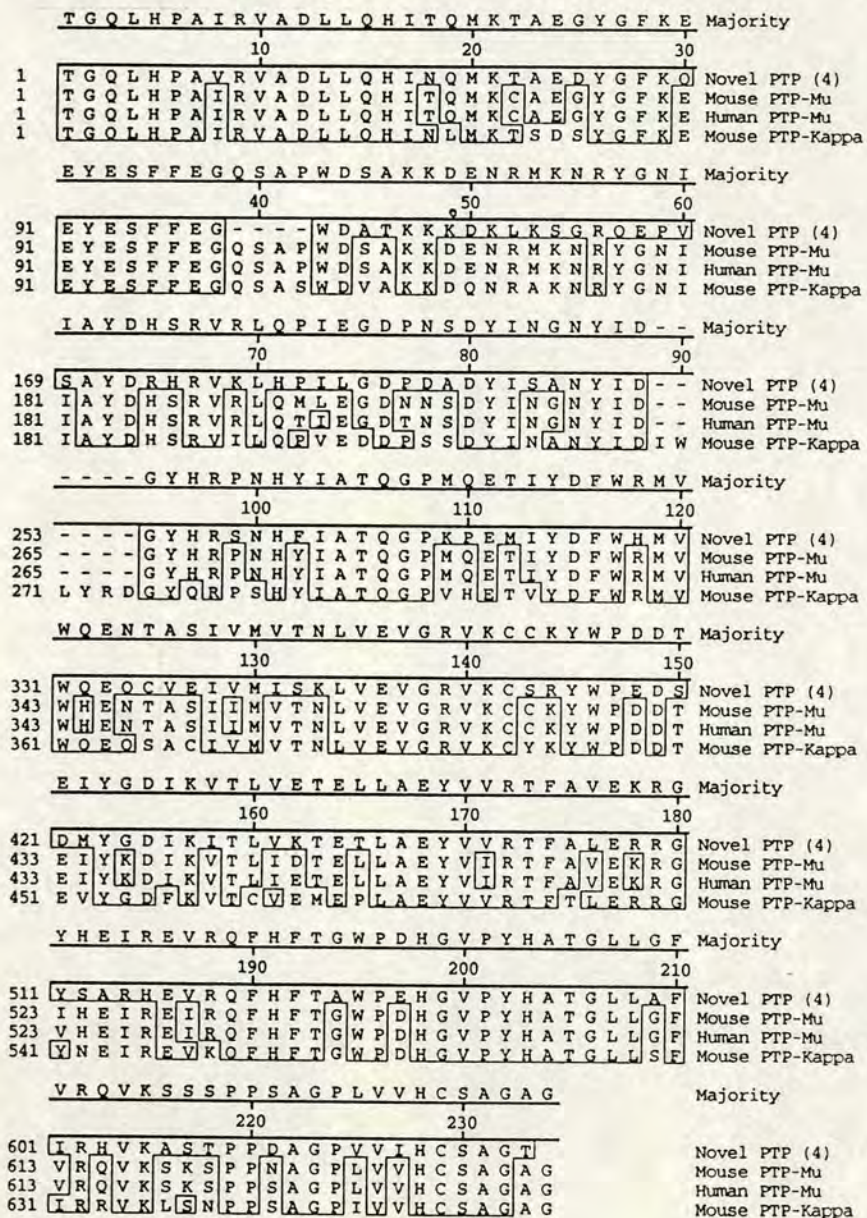 T G Q L H P A I R V A D L L Q H I T Q M K T A E G Y G F K E Majority
10 20 30
1 T G Q L H P A V R V A D L L Q H I N Q M K T A E D Y G F K Q Novel PTP (4)
1 T G Q L H P A I R V A D L L Q H I T Q M K C A E G Y G F K E Mouse PTP-Mu
1 T G Q L H P A I R V A D L L Q H I T Q M K C A E G Y G F K E Human PTP-Mu
1 T G Q L H P A I R V A D L L Q H I N L M K T S D S Y G F K E Mouse PTP-Kappa
E Y E S F F E G Q S A P W D S A K K D E N R M K N R Y G N I Majority
40 50 60
91 E Y E S F F E G - - - - W D A T K K K D K L K S G R Q E P V Novel PTP (4)
91 E Y E S F F E G Q S A P W D S A K K D E N R M K N R Y G N I Mouse PTP-Mu
91 E Y E S F F E G Q S A P W D S A K K D E N R M K N R Y G N I Human PTP-Mu
91 E Y E S F F E G Q S A S W D V A K K D Q N R A K N R Y G N I Mouse PTP-Kappa
I A Y D H S R V R L Q P I E G D P N S D Y I N G N Y I D - - Majority
70 80 90
169 S A Y D R H R V K L H P I L G D P D A D Y I S A N Y I D - - Novel PTP (4)
181 I A Y D H S R V R L Q M L E G D N N S D Y I N G N Y I D - - Mouse PTP-Mu
181 I A Y D H S R V R L Q T I E G D T N S D Y I N G N Y I D - - Human PTP-Mu
181 I A Y D H S R V I L Q P V E D D P S S D Y I N A N Y I D I W Mouse PTP-Kappa
- - - - G Y H R P N H Y I A T Q G P M Q E T I Y D F W R M V Majority
100 110 120
253 - - - - G Y H R S N H F I A T Q G P K P E M I Y D F W H M V Novel PTP (4)
265 - - - - G Y H R P N H Y I A T Q G P M Q E T I Y D F W R M V Mouse PTP-Mu
265 - - - - G Y H R P N H Y I A T Q G P M Q E T I Y D F W R M V Human PTP-Mu
271 L Y R D G Y Q R P S H Y I A T Q G P V H E T V Y D F W R M V Mouse PTP-Kappa
W Q E N T A S I V M V T N L V E V G R V K C C K Y W P D D T Majority
130 140 150
331 W Q E Q C V E I V M I S K L V E V G R V K C S R Y W P E D S Novel PTP (4)
343 W H E N T A S I I M V T N L V E V G R V K C C K Y W P D D T Mouse PTP-Mu
343 W H E N T A S I I M V T N L V E V G R V K C C K Y W P D D T Human PTP-Mu
361 W Q E Q S A C I V M V T N L V E V G R V K C Y K Y W P D D T Mouse PTP-Kappa
E I Y G D I K V T L V E T E L L A E Y V V R T F A V E K R G Majority
160 170 180
421 D M Y G D I K I T L V K T E T L A E Y V V R T F A L E R R G Novel PTP (4)
433 E I Y K D I K V T L I D T E L L A E Y V I R T F A V E K R G Mouse PTP-Mu
433 E I Y K D I K V T L I E T E L L A E Y V I R T F A V E K R G Human PTP-Mu
451 E V Y G D F K V T C V E M E P L A E Y V V R T F T L E R R G Mouse PTP-Kappa
Y H E I R E V R Q F H F T G W P D H G V P Y H A T G L L G F Majority
190 200 210
511 Y S A R H E V R Q F H F T A W P E H G V P Y H A T G L L A F Novel PTP (4)
523 I H E I R E I R Q F H F T G W P D H G V P Y H A T G L L G F Mouse PTP-Mu
523 V H E I R E I R Q F H F T G W P D H G V P Y H A T G L L G F Human PTP-Mu
541 Y N E I R E V K Q F H F T G W P D H G V P Y H A T G L L S F Mouse PTP-Kappa
V R Q V K S S S P P S A G P L V V H C S A G A G Majority
220 230
601 I R H V K A S T P P D A G P V V I H C S A G T Novel PTP (4)
613 V R Q V K S K S P P N A G P L V V H C S A G A G Mouse PTP-Mu
613 V R Q V K S K S P P S A G P L V V H C S A G A G Human PTP-Mu
631 I R R V K L S N P P S A G P I V V H C S A G A G Mouse PTP-Kappa